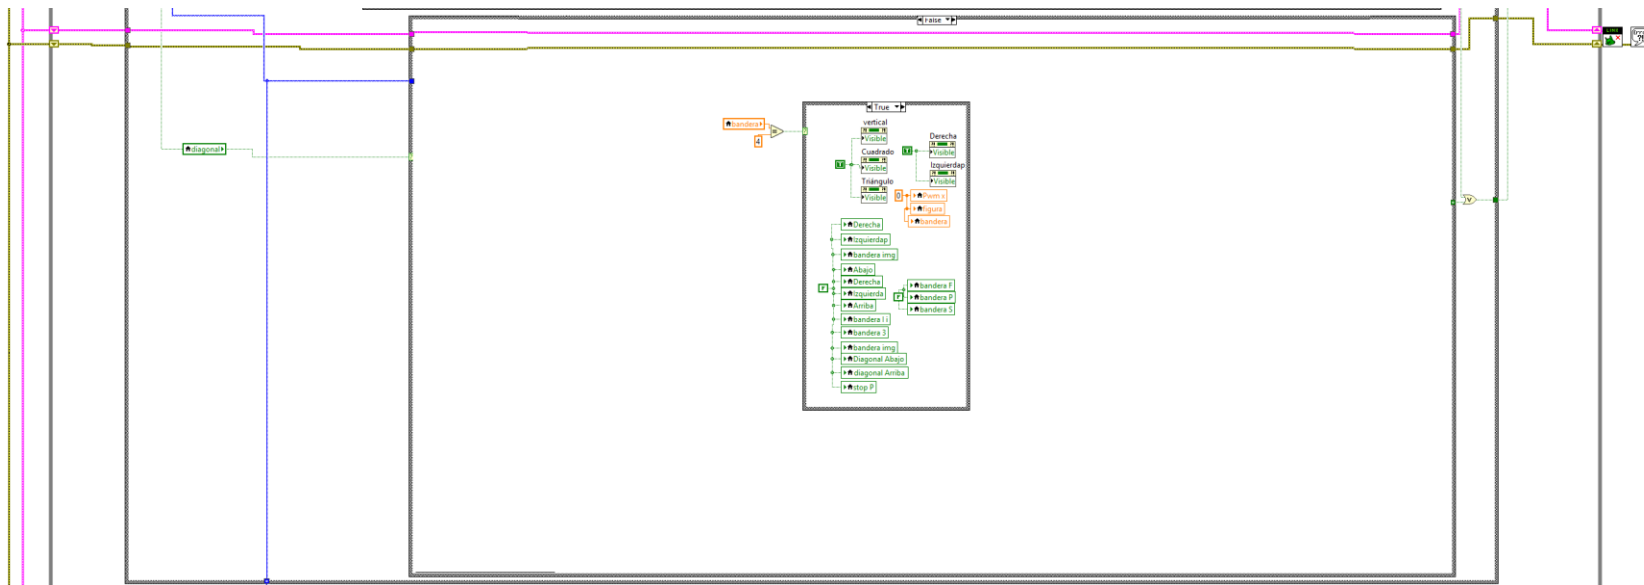 False
True
vertical
Visible
Derecha
bandera
Visible
4
Cuadrado
Izquierdap
diagonal
Visible
Visible
Triángulo
Visible
0
Pwm x
figura
bandera
Derecha
Izquierdap
bandera img
Abajo
Derecha
bandera F
F
Izquierda
F
bandera P
Arriba
bandera S
bandera I i
bandera 3
bandera img
Diagonal Abajo
diagonal Arriba
stop P
LINX